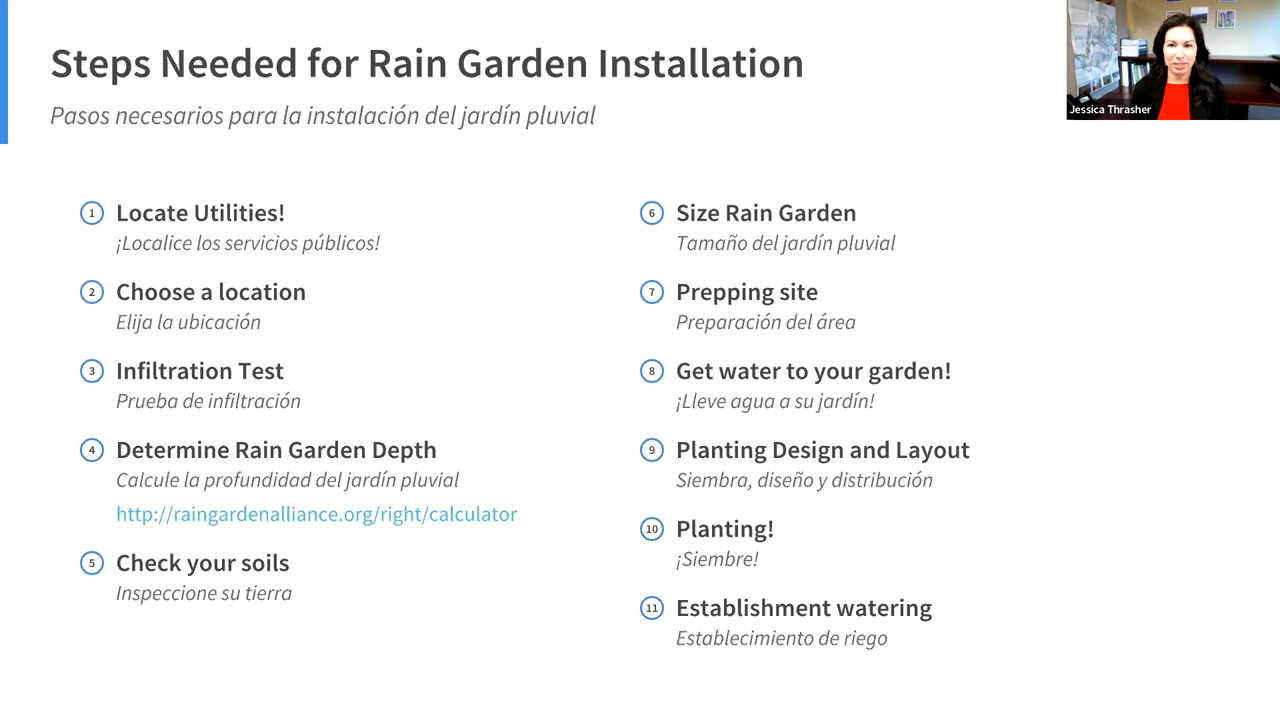 Steps Needed for Rain Garden Installation
Pasos necesarios para la instalación del jardín pluvial
Jessica Thrasher
1 Locate Utilities!
¡Localice los servicios públicos!
2 Choose a location
Elija la ubicación
3 Infiltration Test
Prueba de infiltración
4 Determine Rain Garden Depth
Calcule la profundidad del jardín pluvial
http://raingardenalliance.org/right/calculator
5 Check your soils
Inspeccione su tierra
6 Size Rain Garden
Tamaño del jardín pluvial
7 Prepping site
Preparación del área
8 Get water to your garden!
¡Lleve agua a su jardín!
9 Planting Design and Layout
Siembra, diseño y distribución
10 Planting!
¡Siembre!
11 Establishment watering
Establecimiento de riego